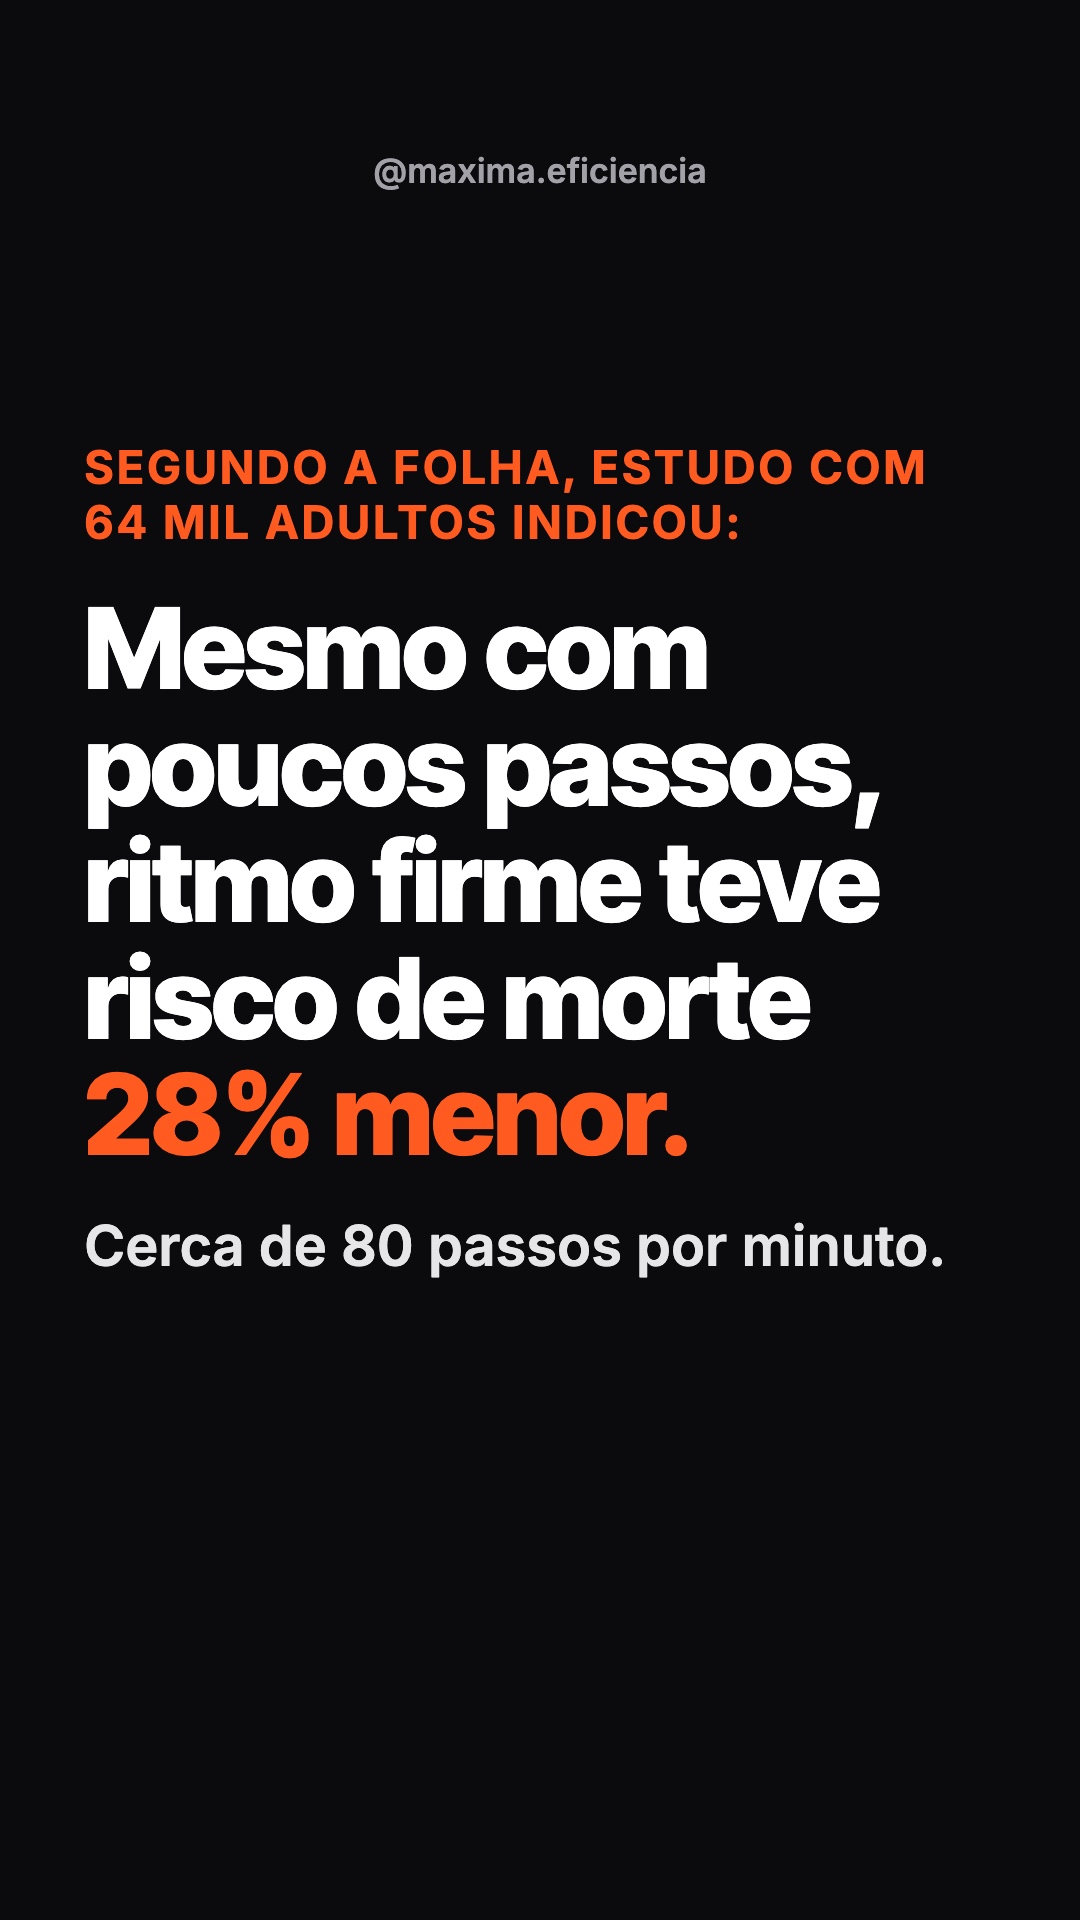 @maxima.eficiencia
SEGUNDO A FOLHA, ESTUDO COM
64 MIL ADULTOS INDICOU:
Mesmo com
poucos passos,
ritmo firme teve
risco de morte
28% menor.
Cerca de 80 passos por minuto.